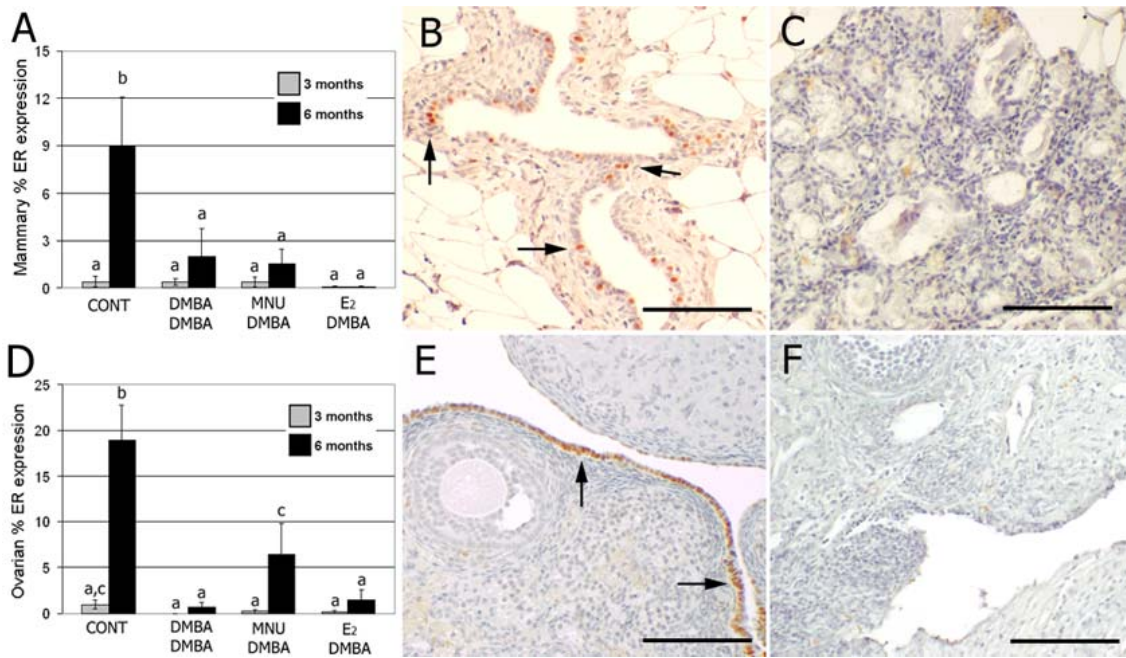 A
Mammary % ER expression
15
12
9
6
3
0
b
3 months
6 months
a
a
a
a
a
a
a
CONT
DMBA
DMBA
MNU
DMBA
E2
DMBA
B
C
D
Ovarian % ER expression
25
20
15
10
5
0
b
3 months
6 months
c
a,c
a
a
a
a
a
CONT
DMBA
DMBA
MNU
DMBA
E2
DMBA
E
F